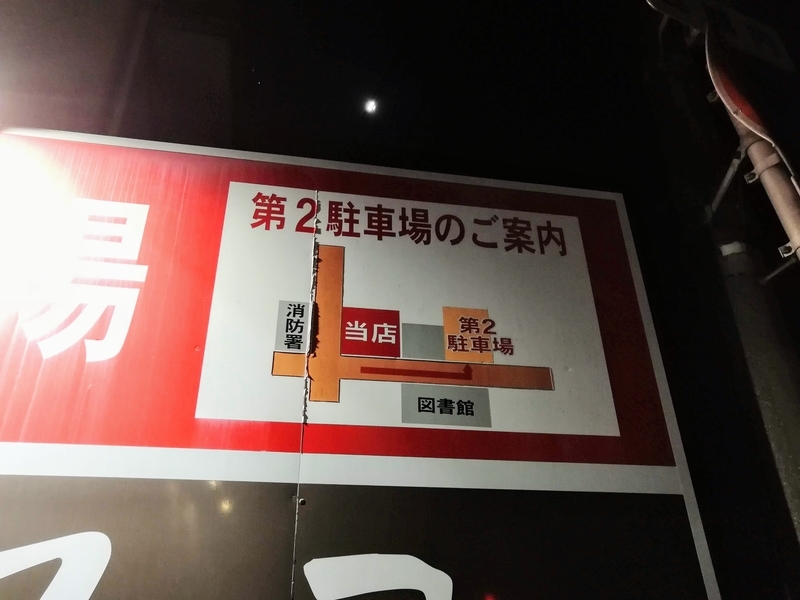 場
第2駐車場のご案内
消防署
当店
第2
駐車場
図書館